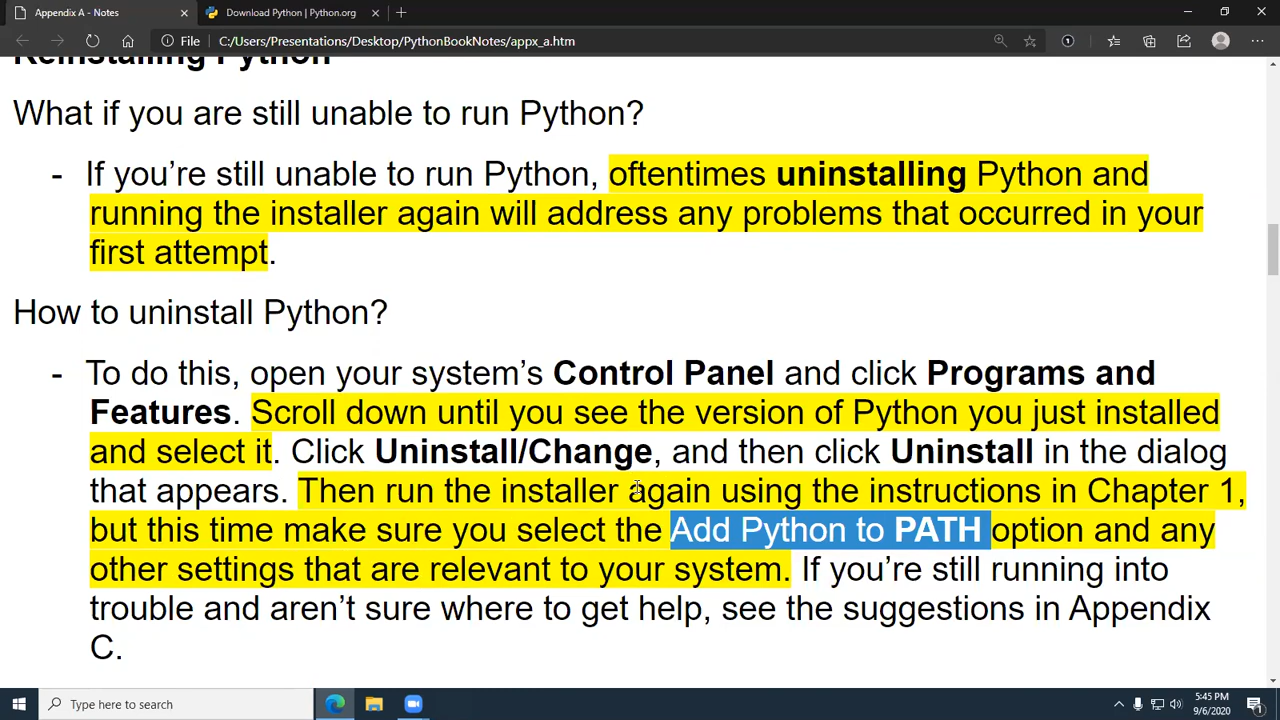 Appendix A - Notes
Download Python | Python.org
File
C:/Users/Presentations/Desktop/PythonBookNotes/appx_a.htm
Reinstalling Python
What if you are still unable to run Python?
- If you’re still unable to run Python, oftentimes uninstalling Python and
running the installer again will address any problems that occurred in your
first attempt.
How to uninstall Python?
- To do this, open your system’s Control Panel and click Programs and
Features. Scroll down until you see the version of Python you just installed
and select it. Click Uninstall/Change, and then click Uninstall in the dialog
that appears. Then run the installer again using the instructions in Chapter 1,
but this time make sure you select the Add Python to PATH option and any
other settings that are relevant to your system. If you’re still running into
trouble and aren’t sure where to get help, see the suggestions in Appendix
C.
Type here to search
5:45 PM
9/6/2020
1